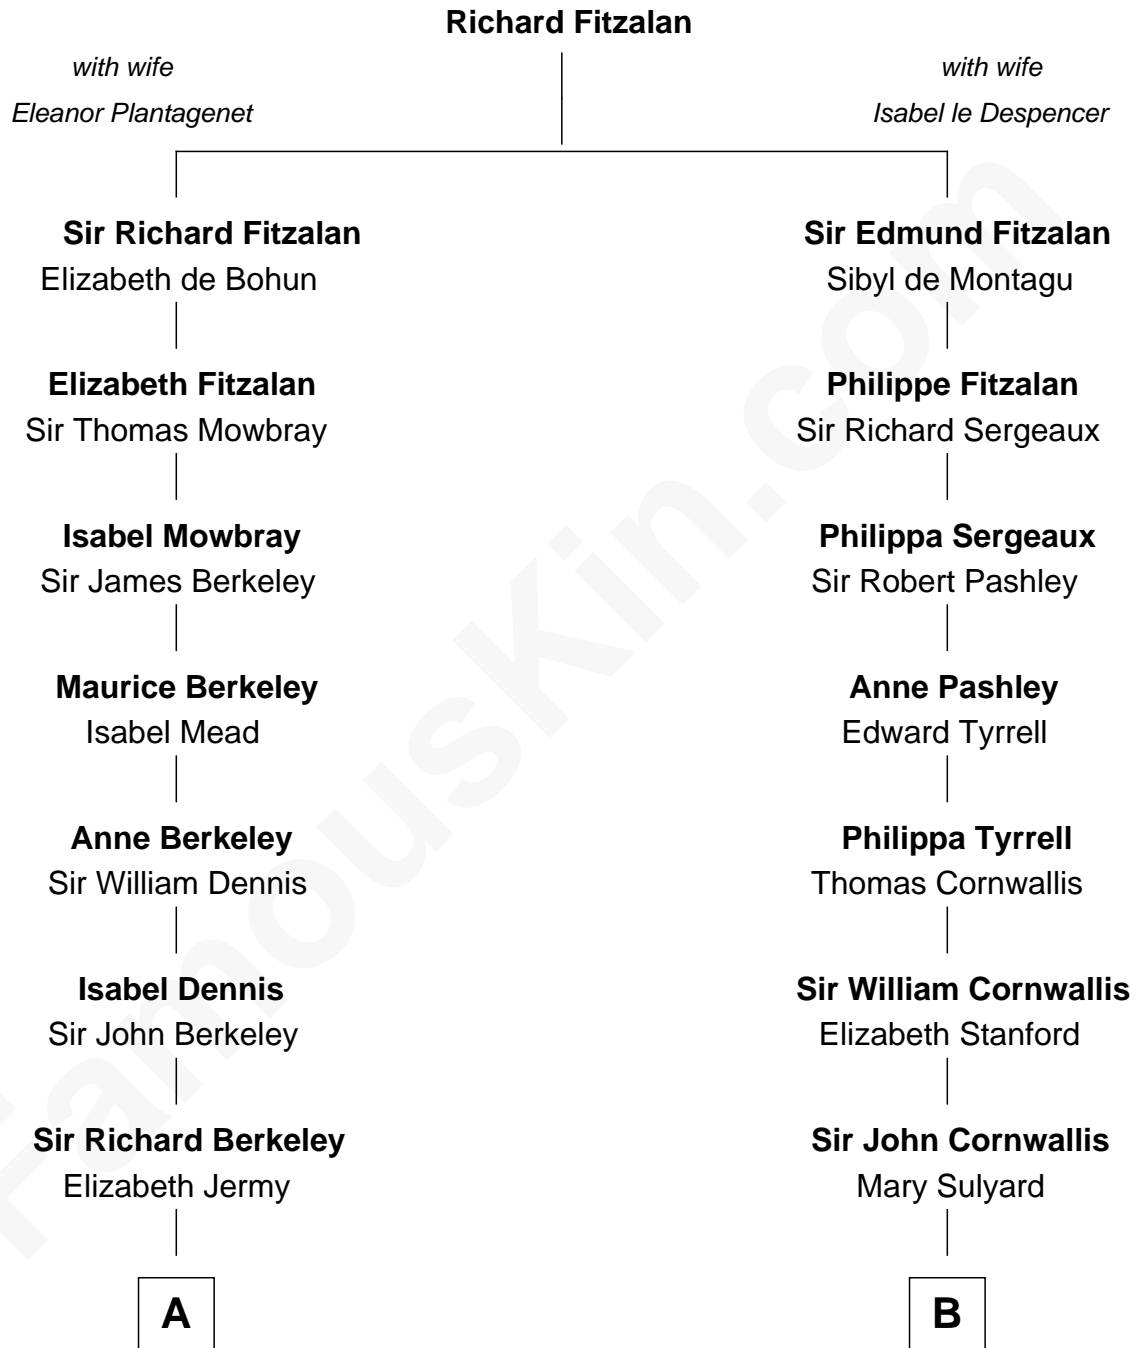 Richard Fitzalan
with wife
Eleanor Plantagenet
with wife
Isabel le Despencer
Sir Richard Fitzalan
Elizabeth de Bohun
Sir Edmund Fitzalan
Sibyl de Montagu
Elizabeth Fitzalan
Sir Thomas Mowbray
Philippe Fitzalan
Sir Richard Sergeaux
Isabel Mowbray
Sir James Berkeley
Philippa Sergeaux
Sir Robert Pashley
Maurice Berkeley
Isabel Mead
Anne Pashley
Edward Tyrrell
Anne Berkeley
Sir William Dennis
Philippa Tyrrell
Thomas Cornwallis
Isabel Dennis
Sir John Berkeley
Sir William Cornwallis
Elizabeth Stanford
Sir Richard Berkeley
Elizabeth Jermy
Sir John Cornwallis
Mary Sulyard
A
B
FamousKin.com